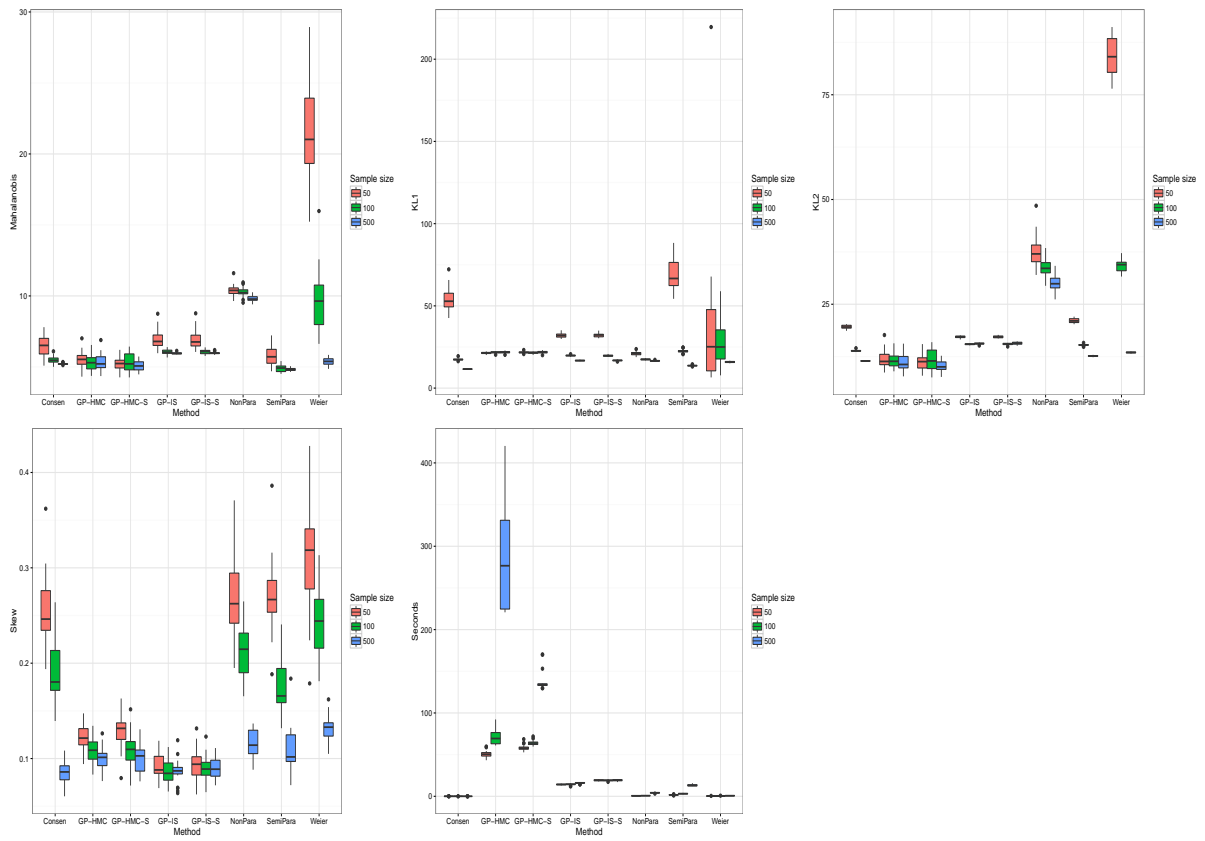 30
20
10
Mahalanobis
Consen GP-HMC GP-HMC-S GP-IS GP-IS-S NonPara SemiPara Weier
Method
Sample size
50
100
500
200
150
100
50
0
KL1
Consen GP-HMC GP-HMC-S GP-IS GP-IS-S NonPara SemiPara Weier
Method
Sample size
50
100
500
75
50
25
KL2
Consen GP-HMC GP-HMC-S GP-IS GP-IS-S NonPara SemiPara Weier
Method
Sample size
50
100
500
0.4
0.3
0.2
0.1
Skew
Consen GP-HMC GP-HMC-S GP-IS GP-IS-S NonPara SemiPara Weier
Method
Sample size
50
100
500
400
300
200
100
0
Seconds
Consen GP-HMC GP-HMC-S GP-IS GP-IS-S NonPara SemiPara Weier
Method
Sample size
50
100
500